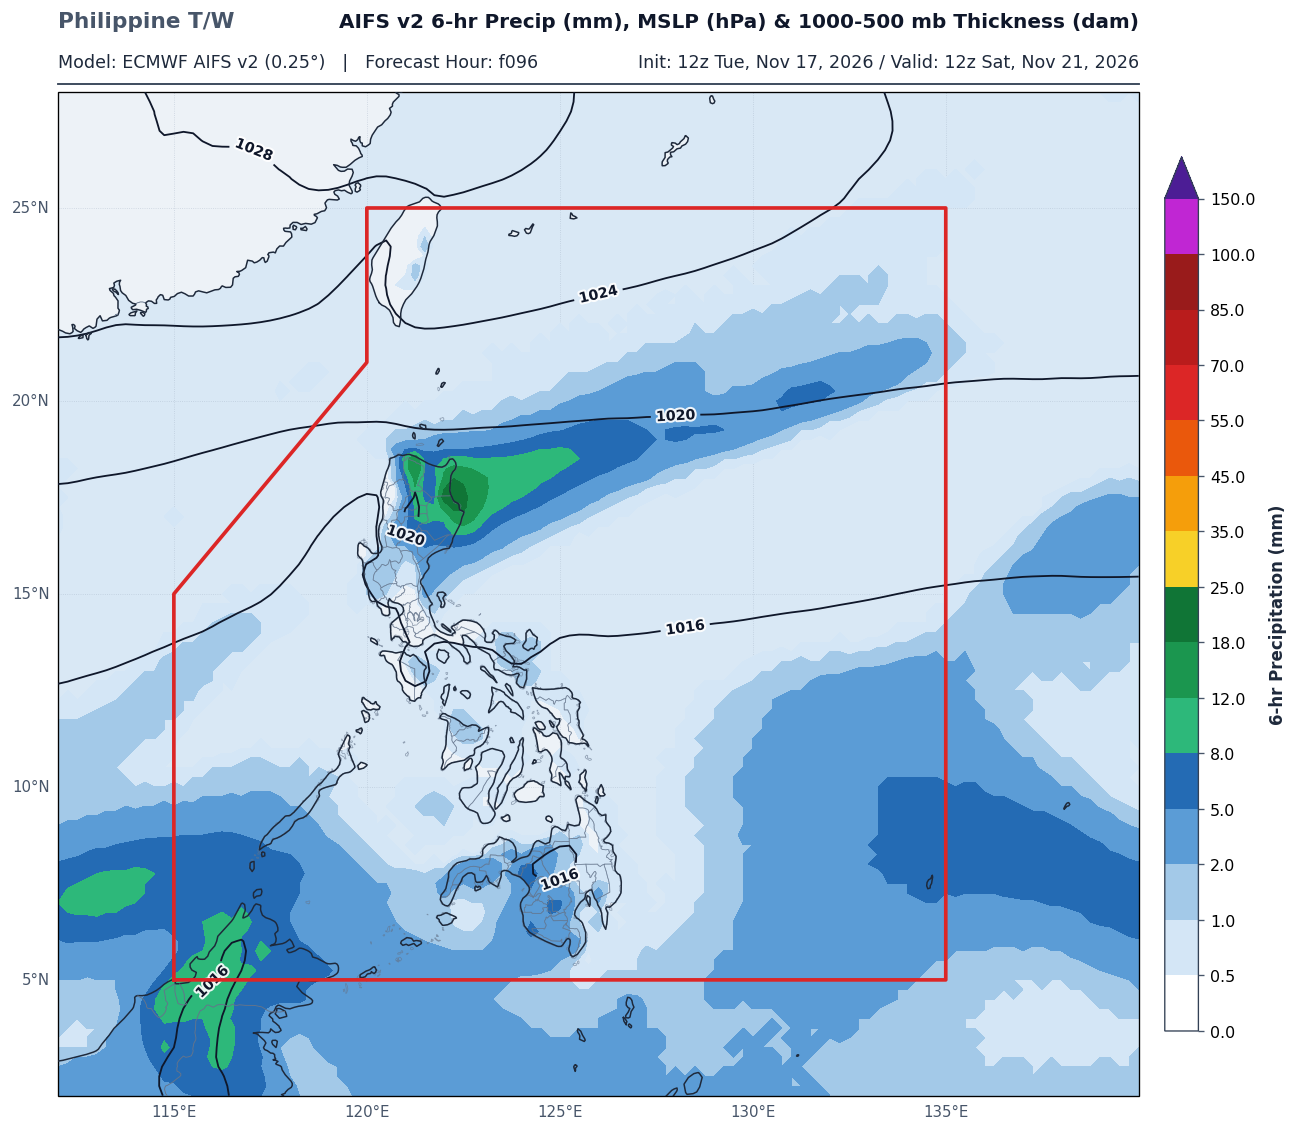 Philippine T/W
AIFS v2 6-hr Precip (mm), MSLP (hPa) & 1000-500 mb Thickness (dam)
Model: ECMWF AIFS v2 (0.25°) | Forecast Hour: f096
Init: 12z Tue, Nov 17, 2026 / Valid: 12z Sat, Nov 21, 2026
1028
25°N
1024
20°N
1020
1020
15°N
1016
10°N
1016
5°N
1016
115°E
120°E
125°E
130°E
135°E
150.0
100.0
85.0
70.0
55.0
45.0
35.0
25.0
18.0
12.0
8.0
5.0
2.0
1.0
0.5
0.0
6-hr Precipitation (mm)